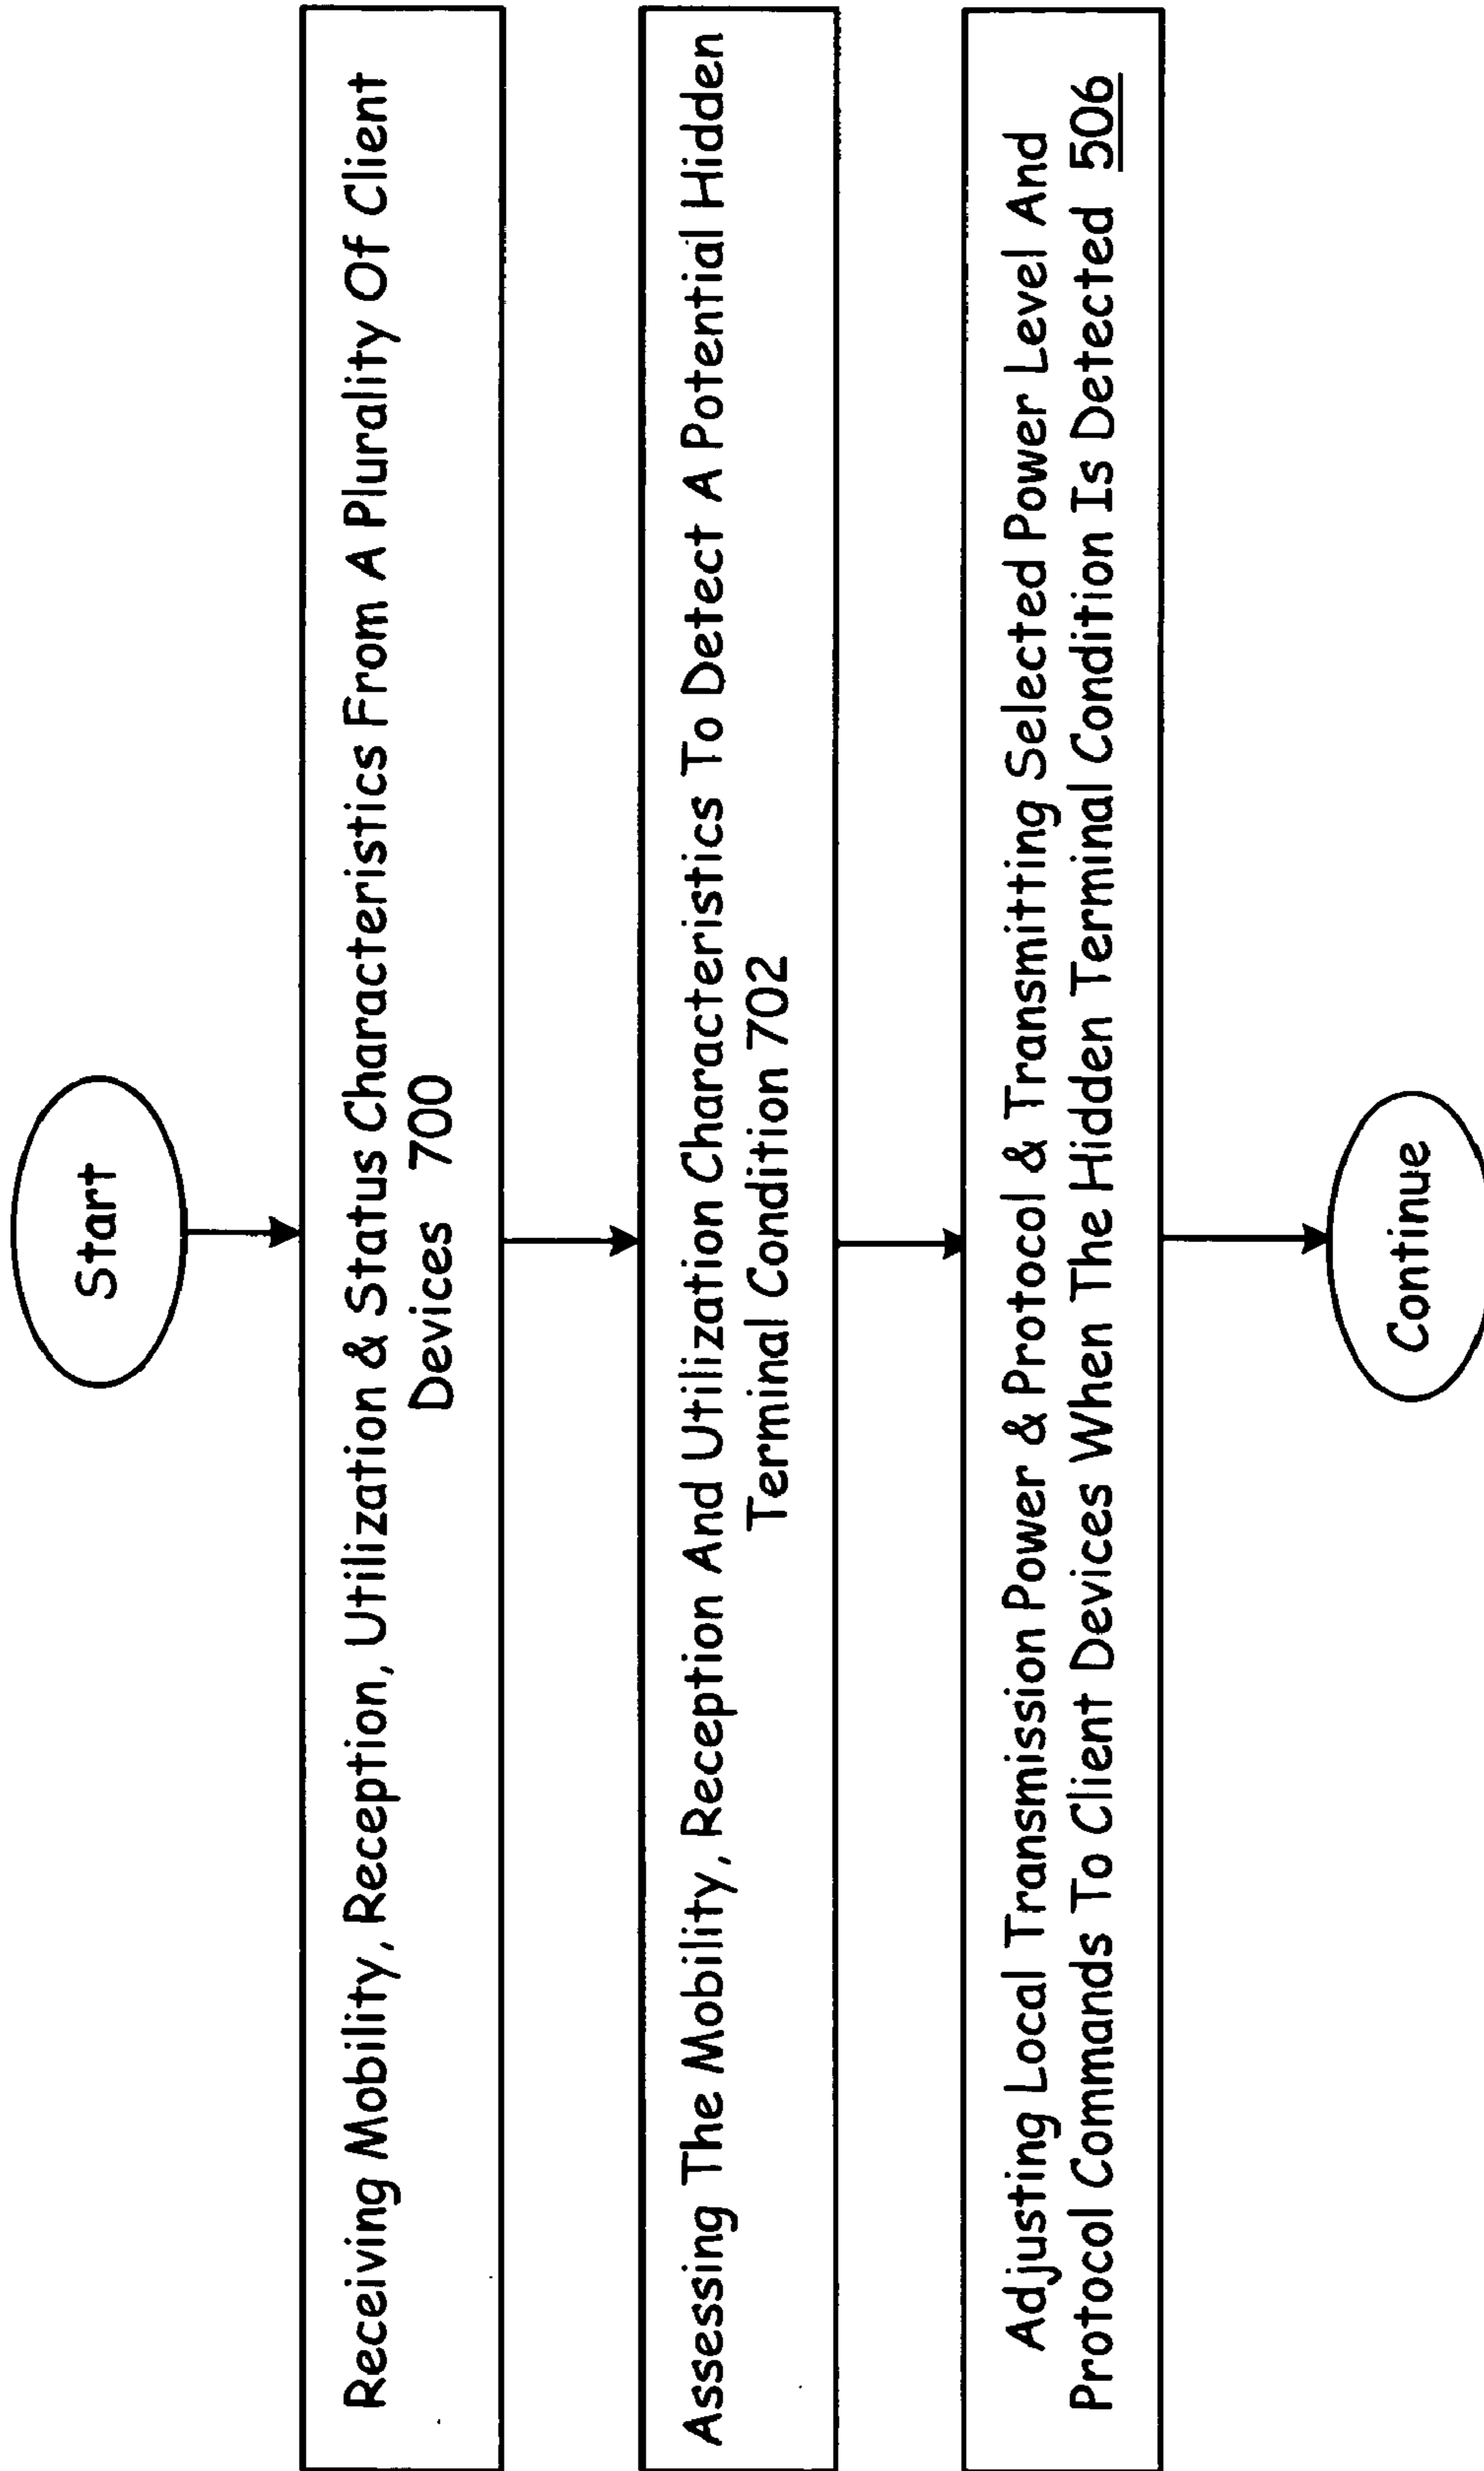 Start
Receiving Mobility, Reception, Utilization & Status Characteristics From A Plurality Of Client
Devices 700
Assessing The Mobility, Reception And Utilization Characteristics To Detect A Potential Hidden
Terminal Condition 702
Adjusting Local Transmission Power & Protocol & Transmitting Selected Power Level And
Protocol Commands To Client Devices When The Hidden Terminal Condition Is Detected 506
Continue